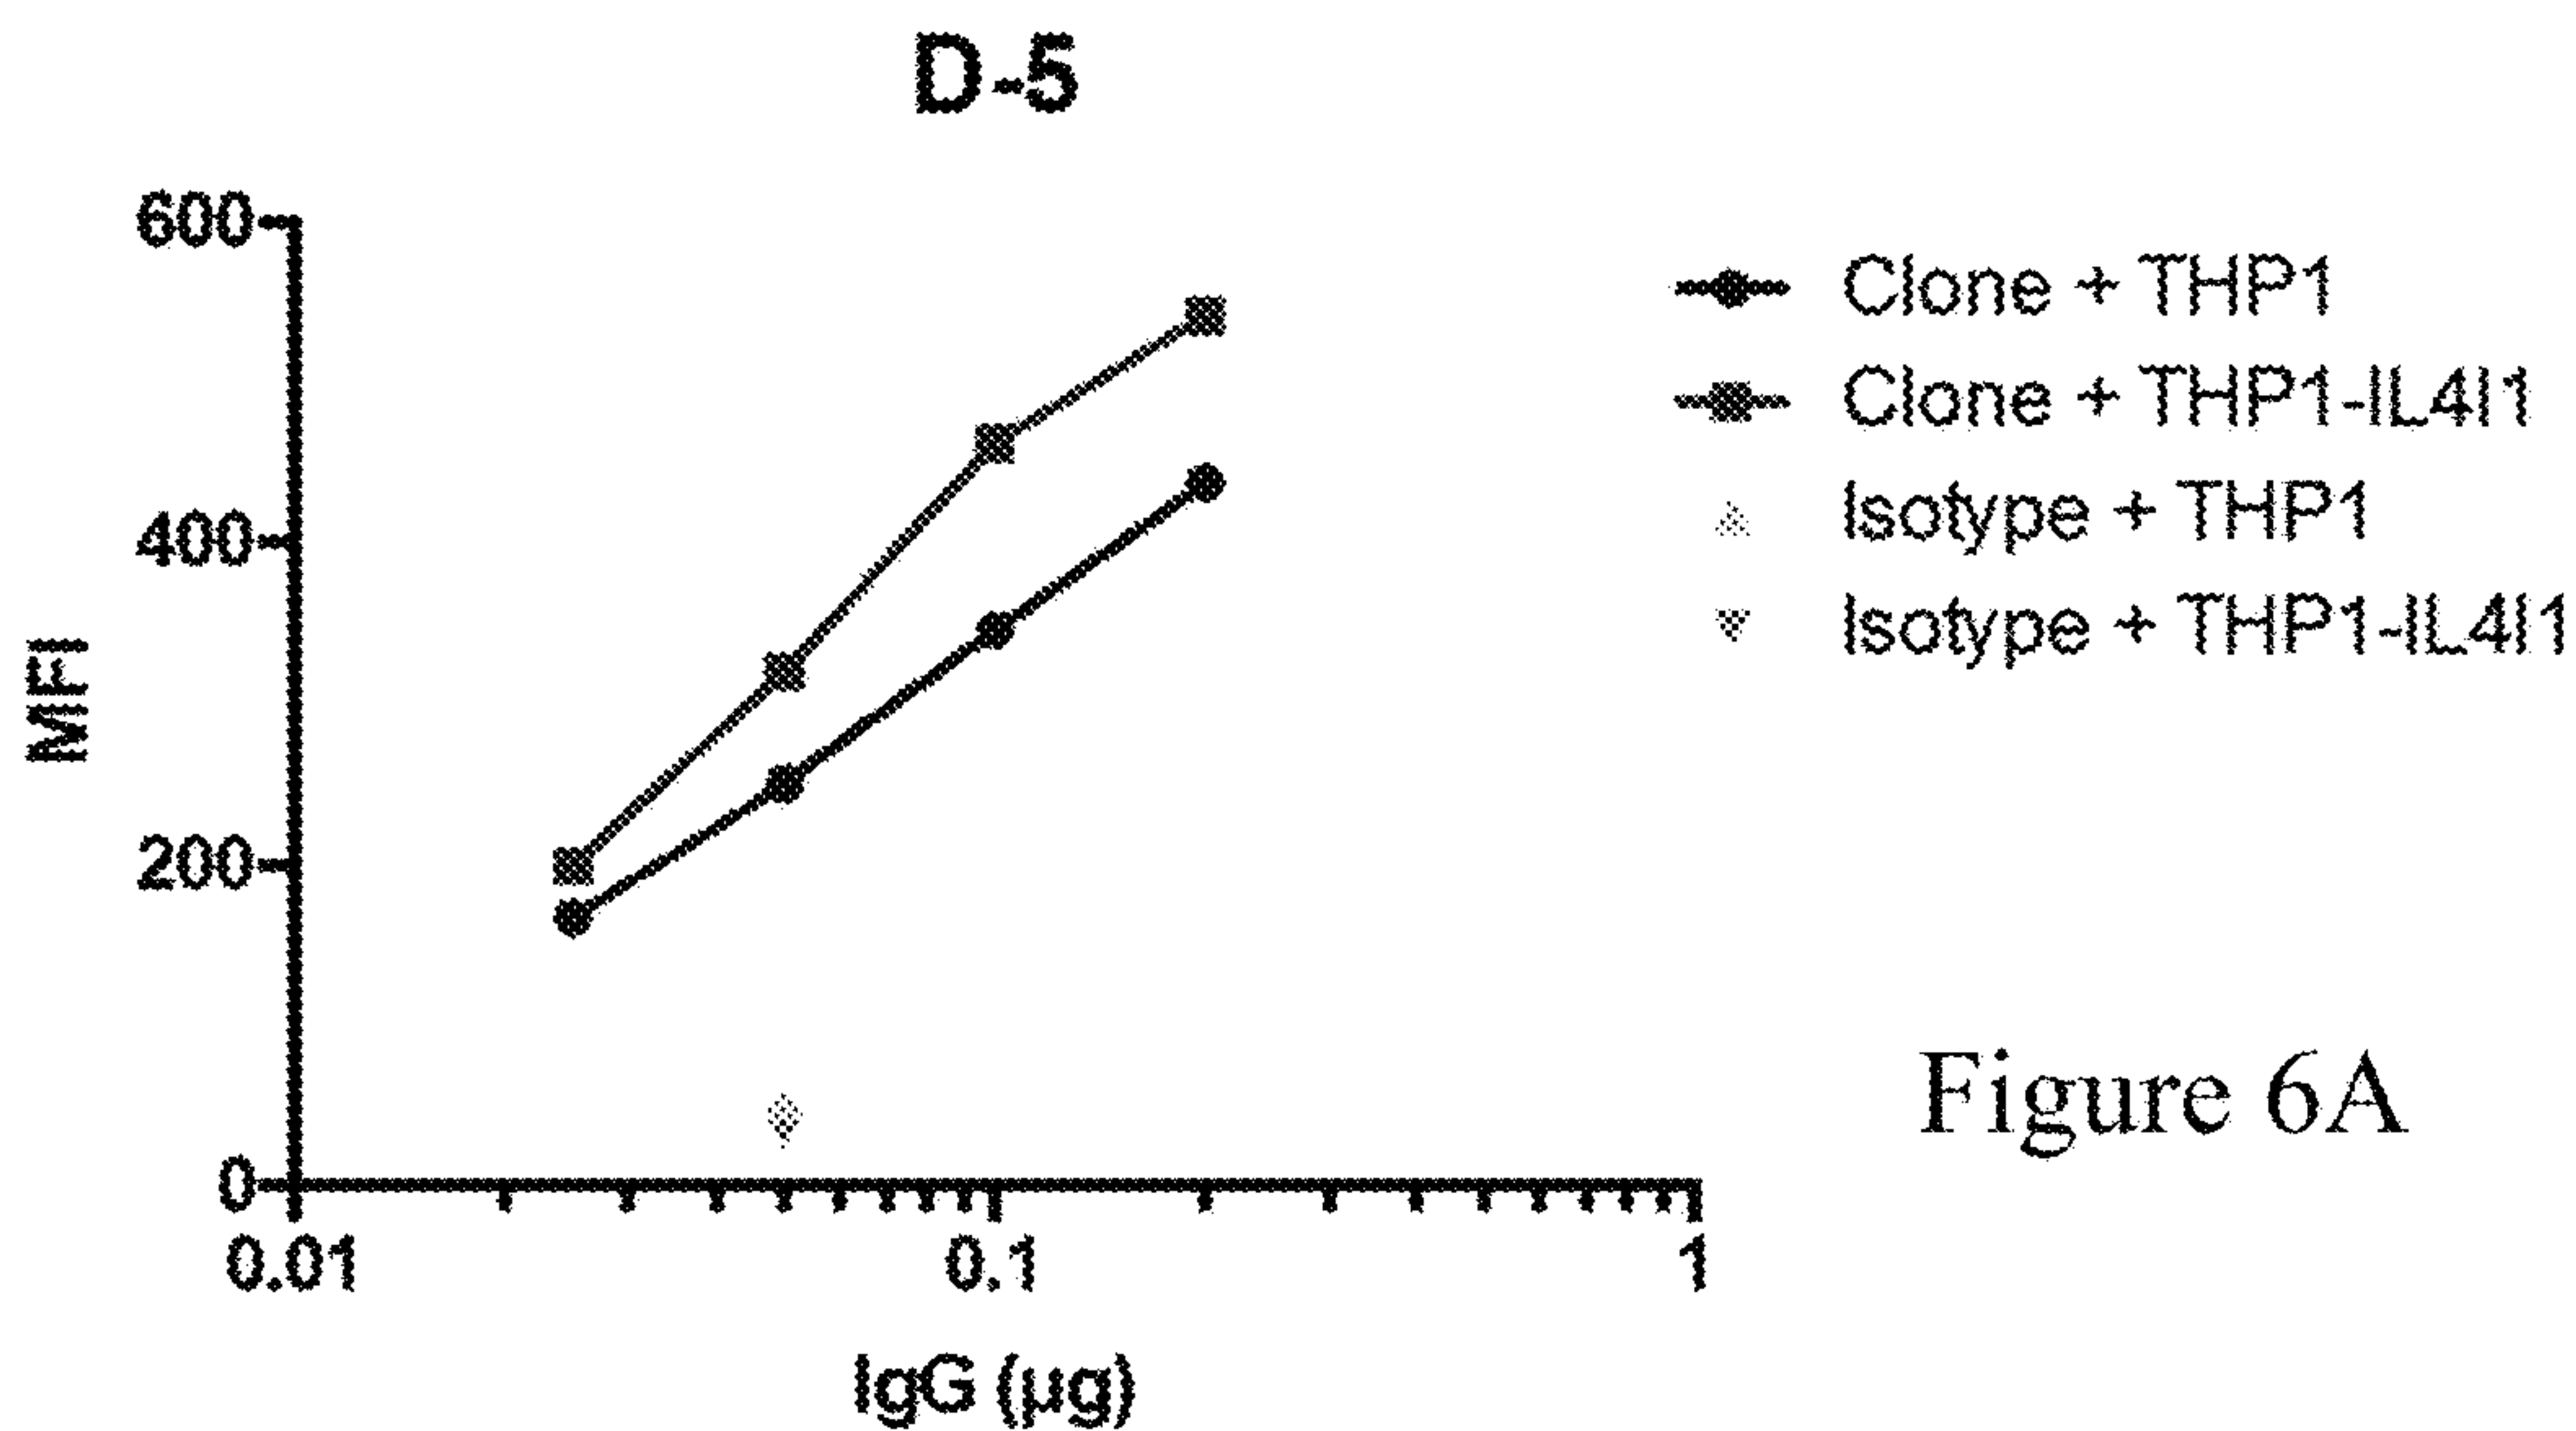 D-5
600
400
200
0
MFI
0.01
0.1
1
IgG (µg)
Clone + THP1
Clone + THP1-IL4I1
Isotype + THP1
Isotype + THP1-IL4I1
Figure 6A